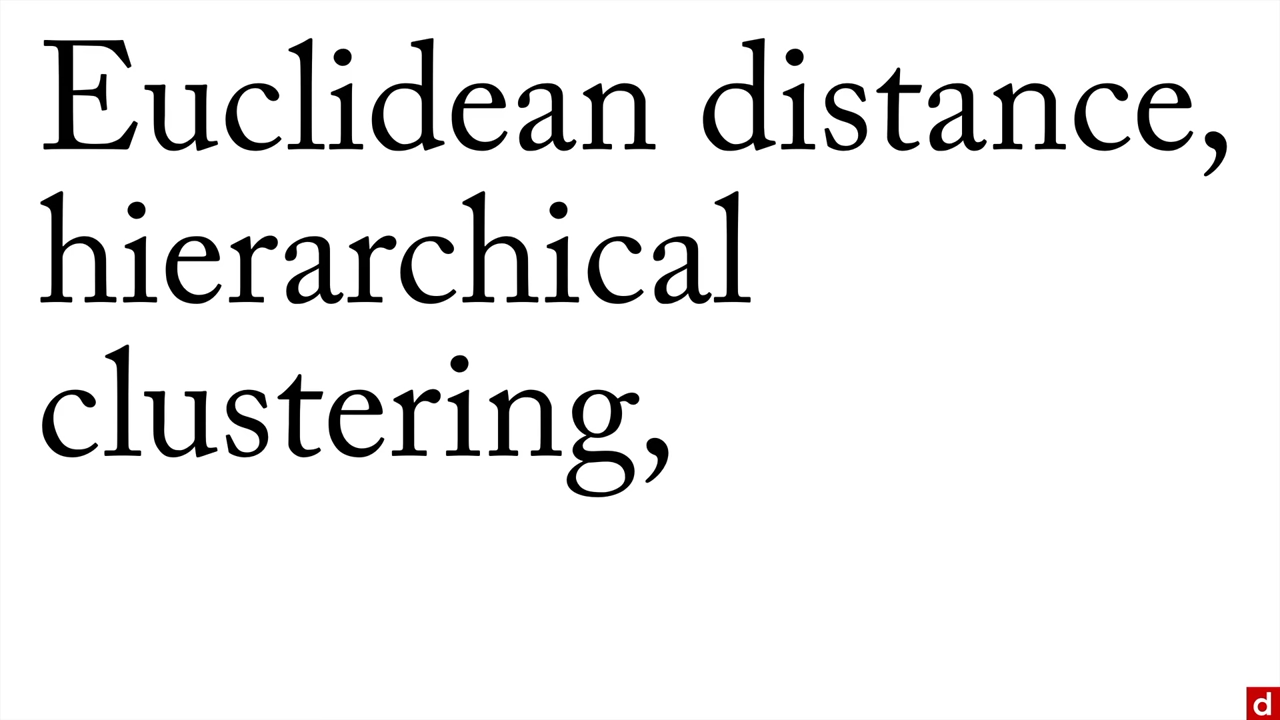 Euclidean distance,
hierarchical
clustering,
d